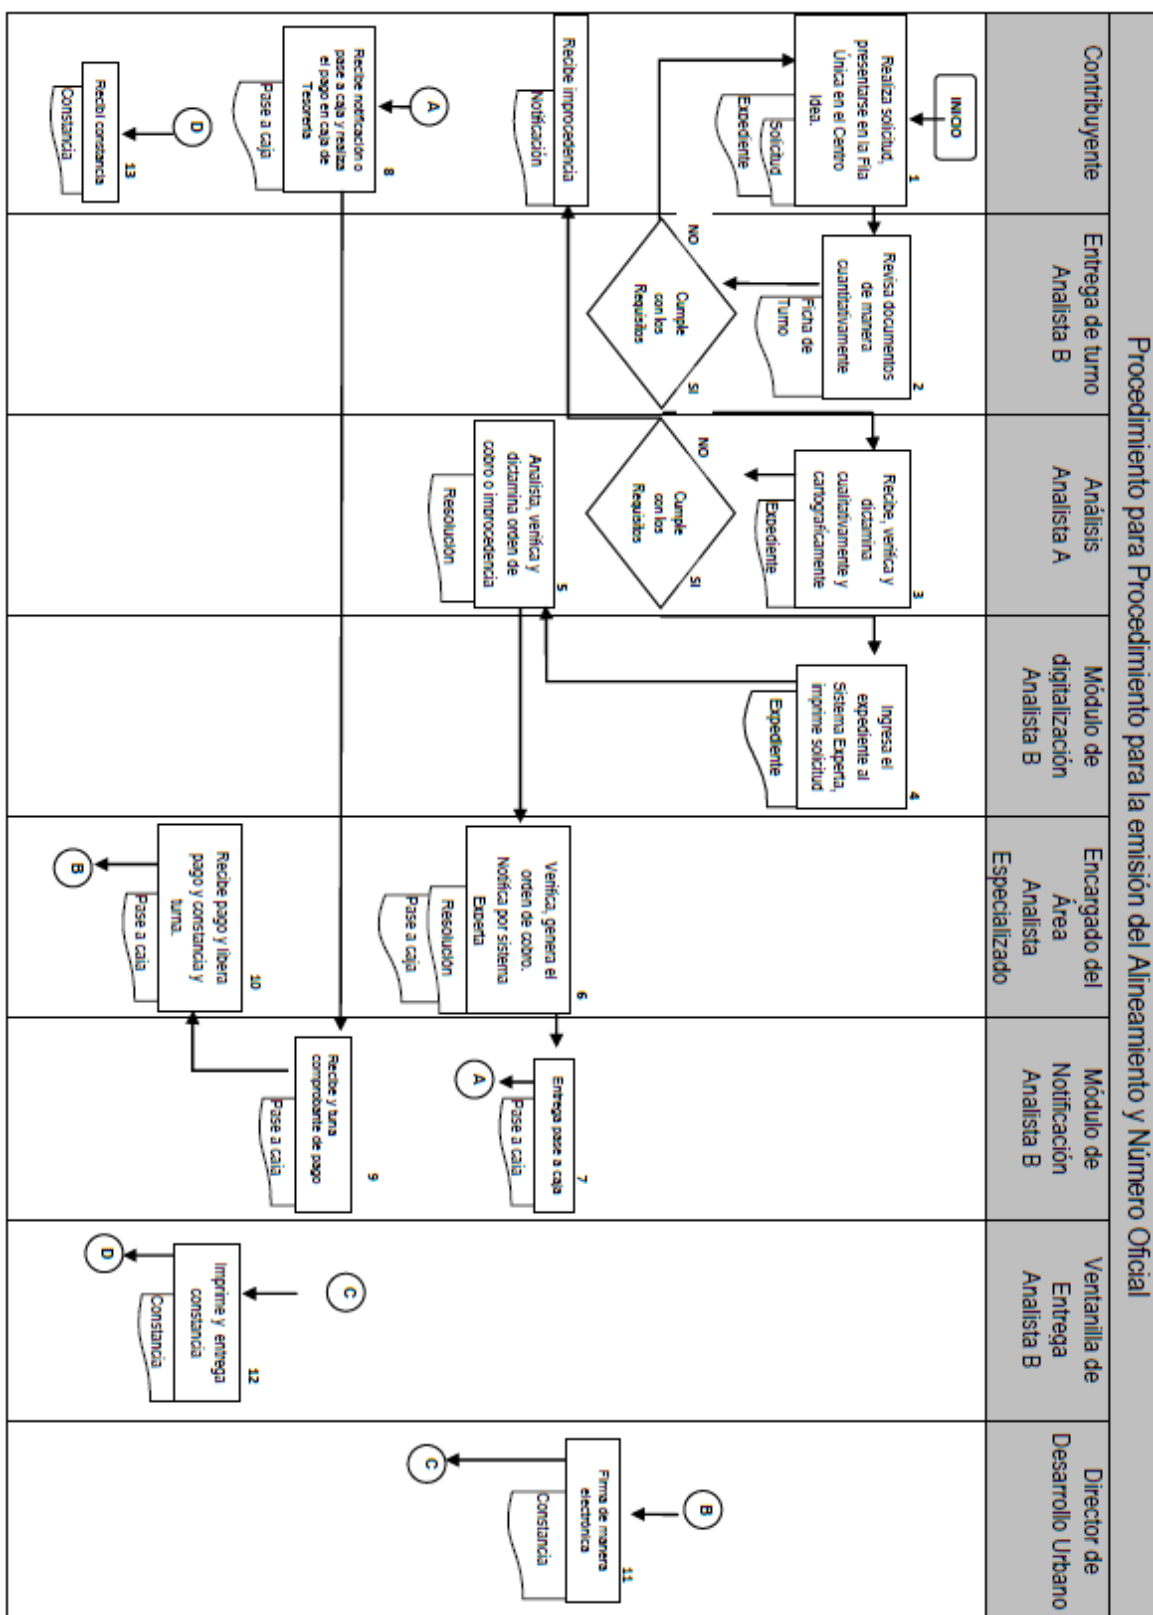 Procedimiento para Procedimiento para la emisión del Alineamiento y Número Oficial
Contribuyente
Entrega de turno
Analista B
Análisis
Analista A
Módulo de
digitalización
Analista B
Encargado del
Área
Analista
Especializado
Módulo de
Notificación
Analista B
Ventanilla de
Entrega
Analista B
Director de
Desarrollo Urbano
INICIO
1
Realiza solicitud,
presentarse en la Fila
Única en el Centro
Idea.
Solicitud
Expediente
2
Revisa documentos
de manera
cuantitativamente
Ficha de
Turno
NO
Cumple
con los
Requisitos
SI
3
Recibe, verifica y
dictamina
cualitativamente y
cartograficamente
Expediente
NO
Cumple
con los
Requisitos
SI
Recibe improcedencia
Notificación
4
Ingresa el
expediente al
Sistema Experta,
imprime solicitud
Expediente
5
Analista, verifica y
dictamina orden de
cobro o improcedencia
Resolución
6
Verifica, genera el
orden de cobro.
Notifica por sistema
Experta
Resolución
Pase a caja
7
Entrega pase a caja
Pase a caja
A
A
8
Recibe notificación o
pase a caja y realiza
el pago en caja de
Tesorería
Pase a caja
9
Recibe y tuna
comprobante de pago
Pase a caja
10
Recibe pago y libera
pago y constancia y
turna.
Pase a caja
B
B
11
Firma de manera
electrónica
Constancia
C
C
12
Imprime y entrega
constancia
Constancia
D
D
13
Recibí constancia
Constancia